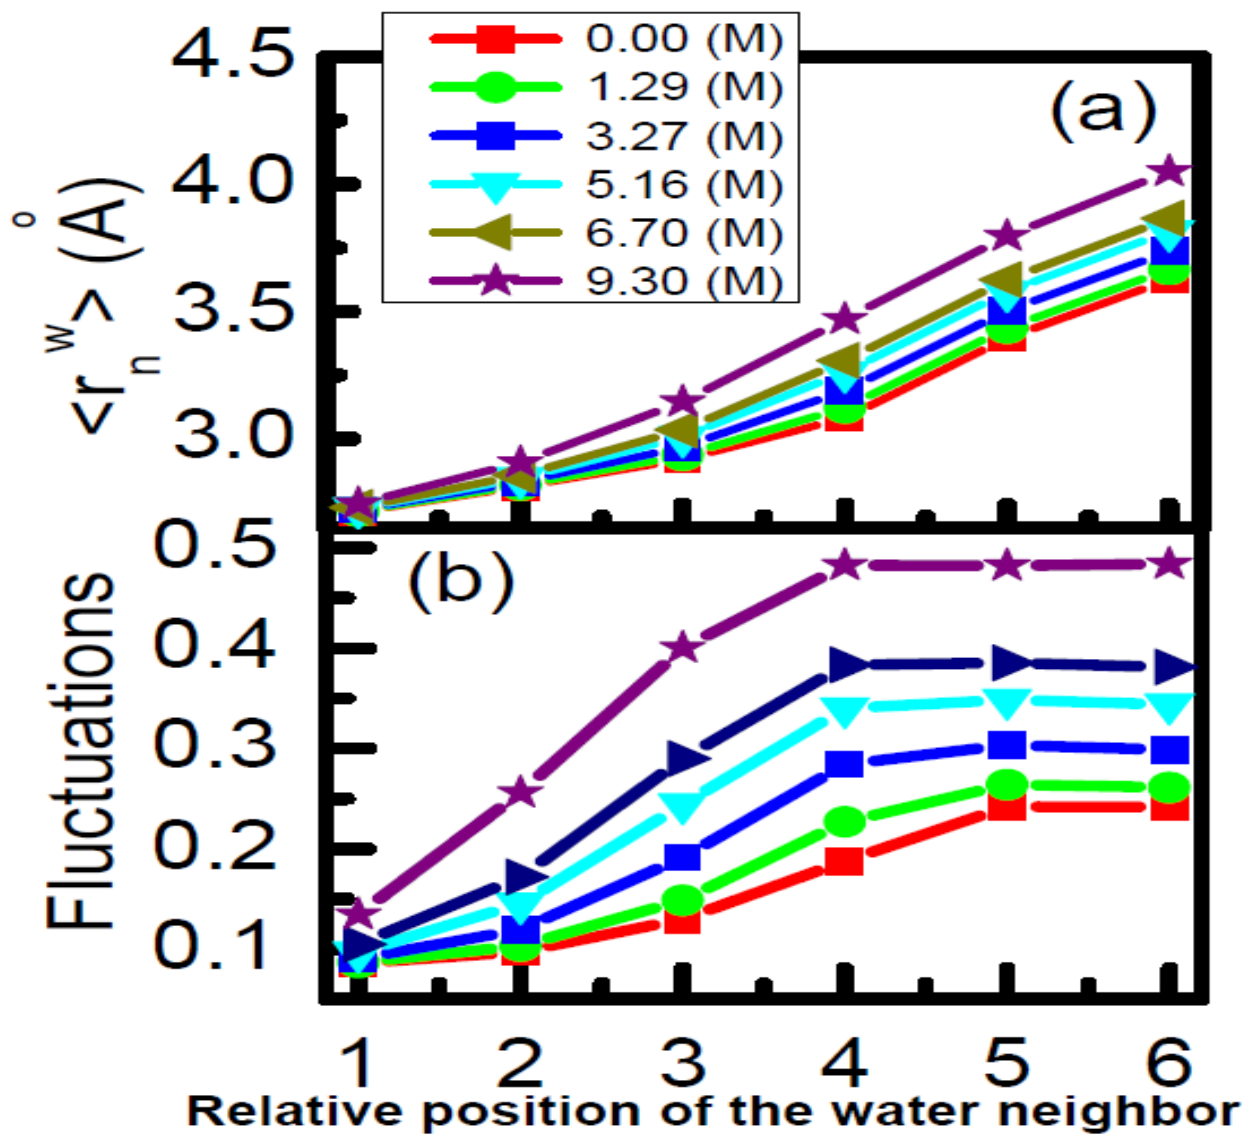 0.00 (M)
1.29 (M)
3.27 (M)
5.16 (M)
6.70 (M)
9.30 (M)
(a)
4.5
4.0
3.5
3.0
<r_n^w> (Å)
(b)
0.5
0.4
0.3
0.2
0.1
Fluctuations
1 2 3 4 5 6
Relative position of the water neighbor